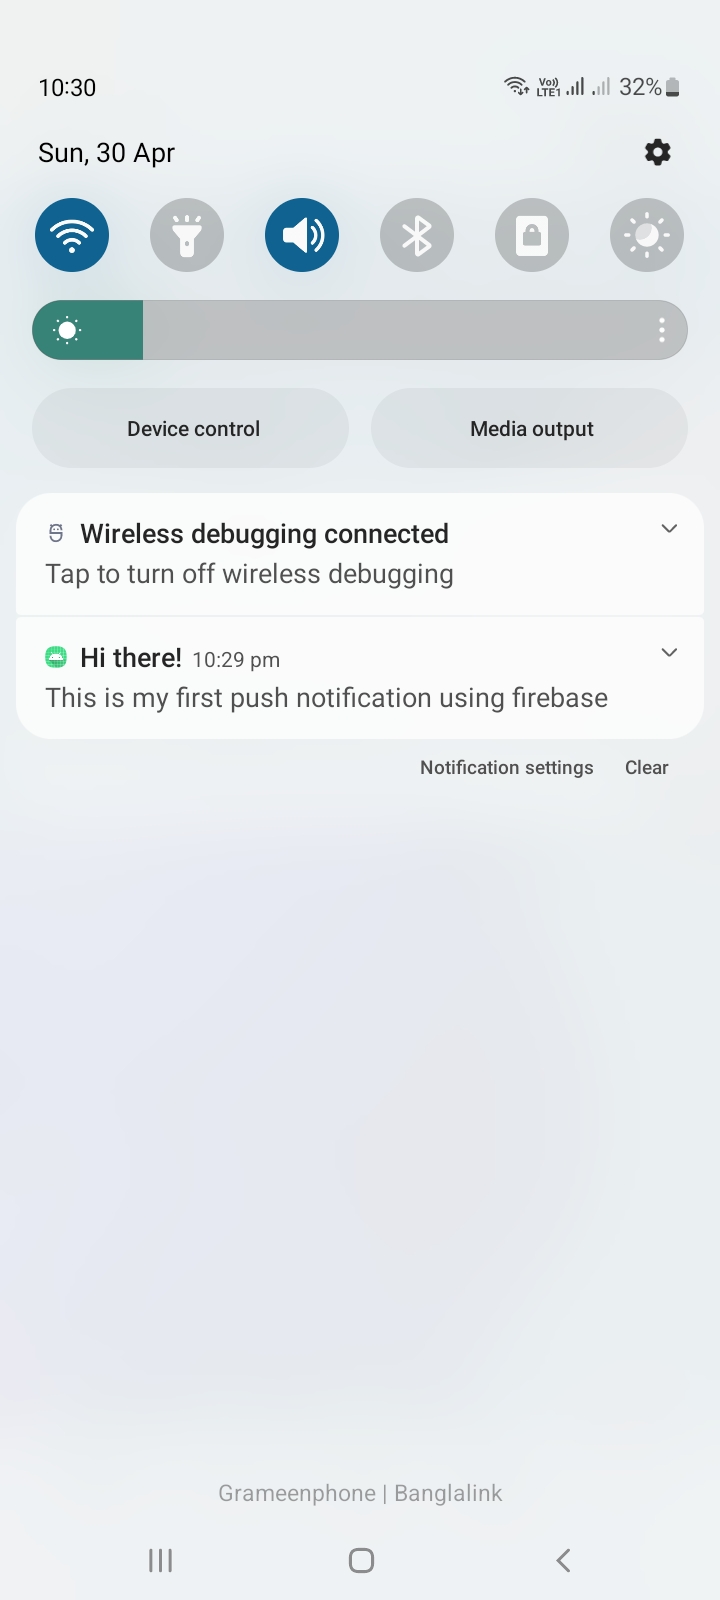 10:30
Vo)) LTE1 32%
Sun, 30 Apr
Device control Media output
Wireless debugging connected
Tap to turn off wireless debugging
Hi there! 10:29 pm
This is my first push notification using firebase
Notification settings Clear
Grameenphone | Banglalink